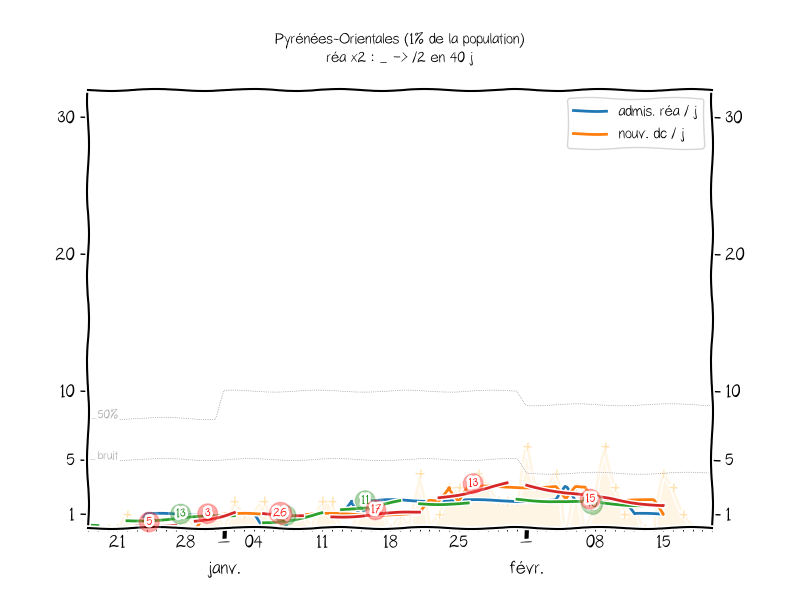 Pyrénées-Orientales (1% de la population)
réa x2 : _ -> /2 en 40 j
admis. réa / j
nouv. dc / j
30 30
20 20
10 10
50%
bruit
5 5
1 1
5 13 3 26 11 17 13 15
21 28 04 11 18 25 08 15
janv. févr.